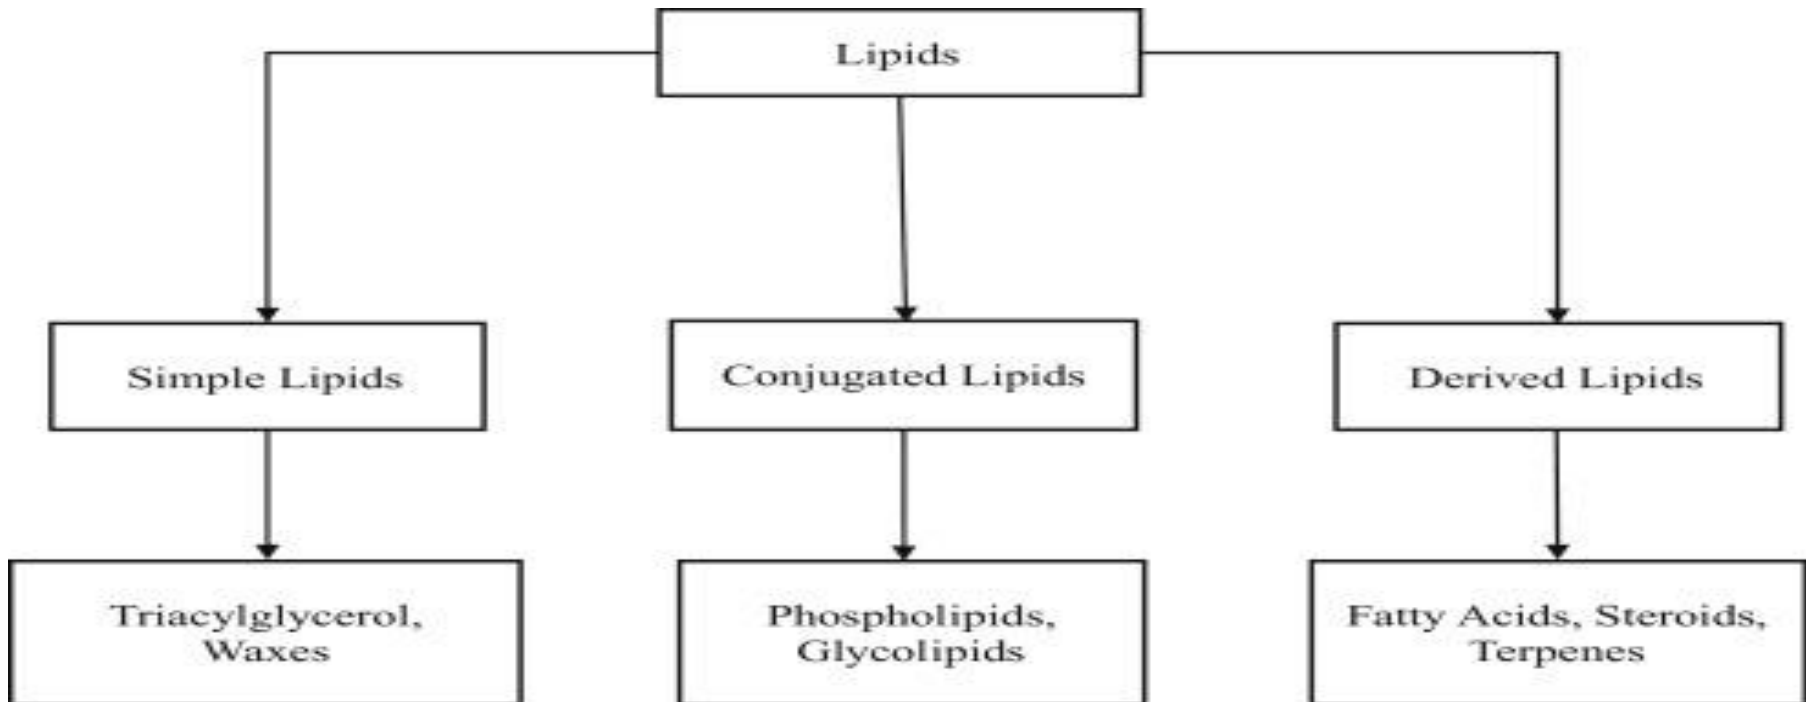 Lipids
Simple Lipids
Conjugated Lipids
Derived Lipids
Triacylglycerol,
Waxes
Phospholipids,
Glycolipids
Fatty Acids, Steroids,
Terpenes